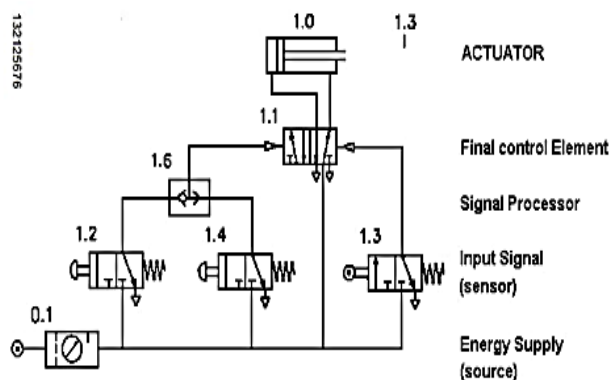 132125676
1.0
1.3
ACTUATOR
1.1
Final control Element
1.6
Signal Processor
1.2
1.4
1.3
Input Signal
(sensor)
0.1
Energy Supply
(source)